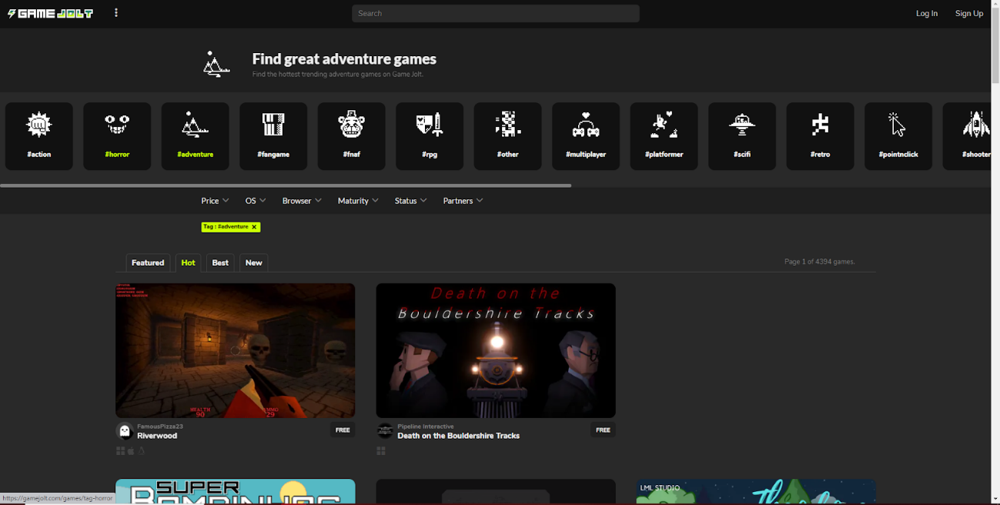 GAME JOLT
Search
Log In
Sign Up
Find great adventure games
Find the hottest trending adventure games on Game Jolt.
#action
#horror
#adventure
#fangame
#fnaf
#rpg
#other
#multiplayer
#platformer
#scifi
#retro
#pointnclick
#shooter
Price
OS
Browser
Maturity
Status
Partners
Tag : #adventure x
Featured
Hot
Best
New
Page 1 of 4394 games.
HEALTH
90
AMMO
29
Death on the
Bouldershire Tracks
FamousPizza23
Riverwood
FREE
Pipeline Interactive
Death on the Bouldershire Tracks
FREE
SUPER
LML STUDIO
https://gamejolt.com/games/tag-horror